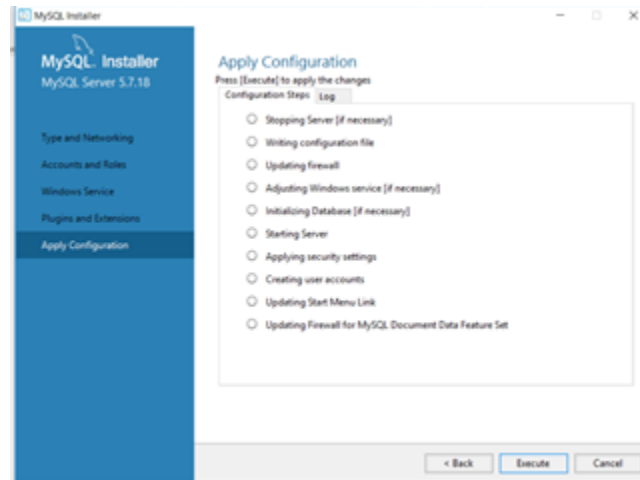 MySQL Installer
MySQL. Installer
MySQL Server 5.7.18
Type and Networking
Accounts and Roles
Windows Service
Plugins and Extensions
Apply Configuration
Apply Configuration
Press [Execute] to apply the changes
Configuration Steps Log
Stopping Server [if necessary]
Writing configuration file
Updating firewall
Adjusting Windows service [if necessary]
Initializing Database [if necessary]
Starting Server
Applying security settings
Creating user accounts
Updating Start Menu Link
Updating Firewall for MySQL Document Data Feature Set
< Back Execute Cancel